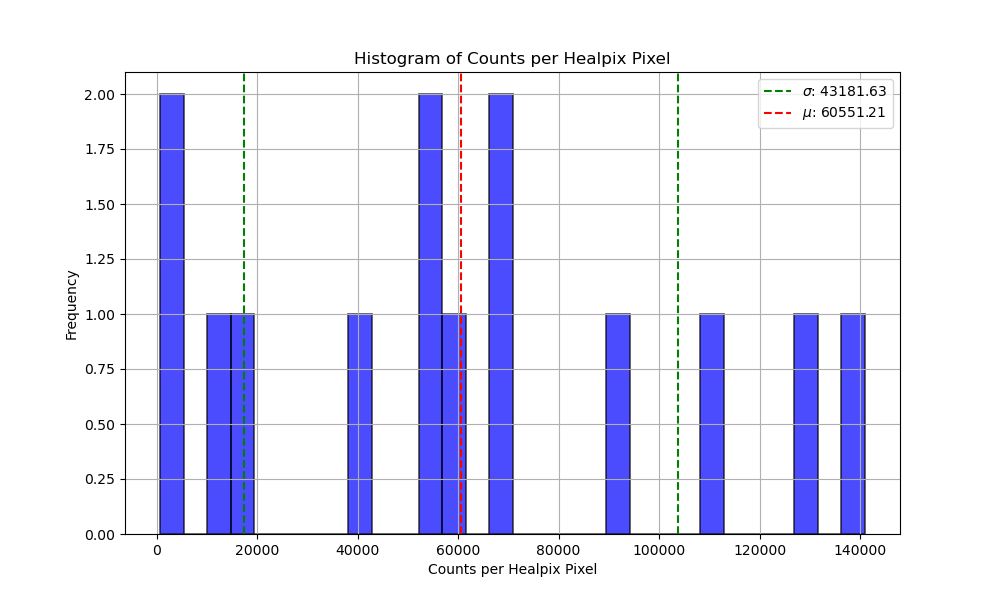 Histogram of Counts per Healpix Pixel
σ: 43181.63
μ: 60551.21
Frequency
2.00
1.75
1.50
1.25
1.00
0.75
0.50
0.25
0.00
0 20000 40000 60000 80000 100000 120000 140000
Counts per Healpix Pixel